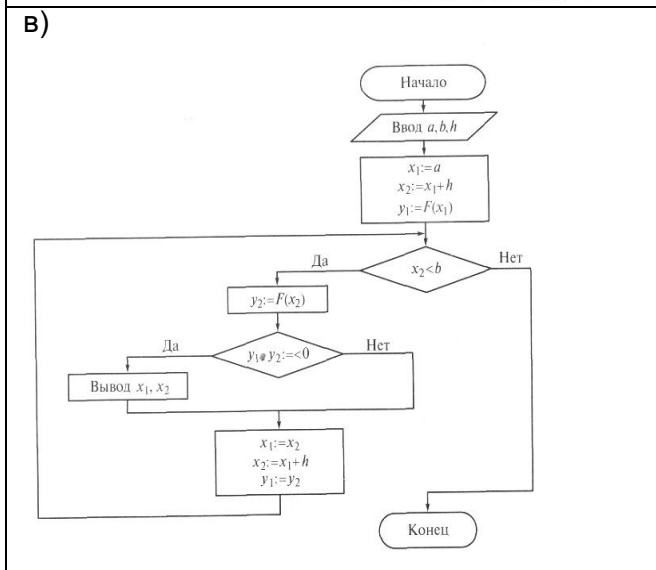 в)
Начало
Ввод a, b, h
x₁:=a
x₂:=x₁+h
y₁:=F(x₁)
Да
x₂<b
Нет
y₂:=F(x₂)
Да
y₁*y₂:=<0
Нет
Вывод x₁, x₂
x₁:=x₂
x₂:=x₁+h
y₁:=y₂
Конец